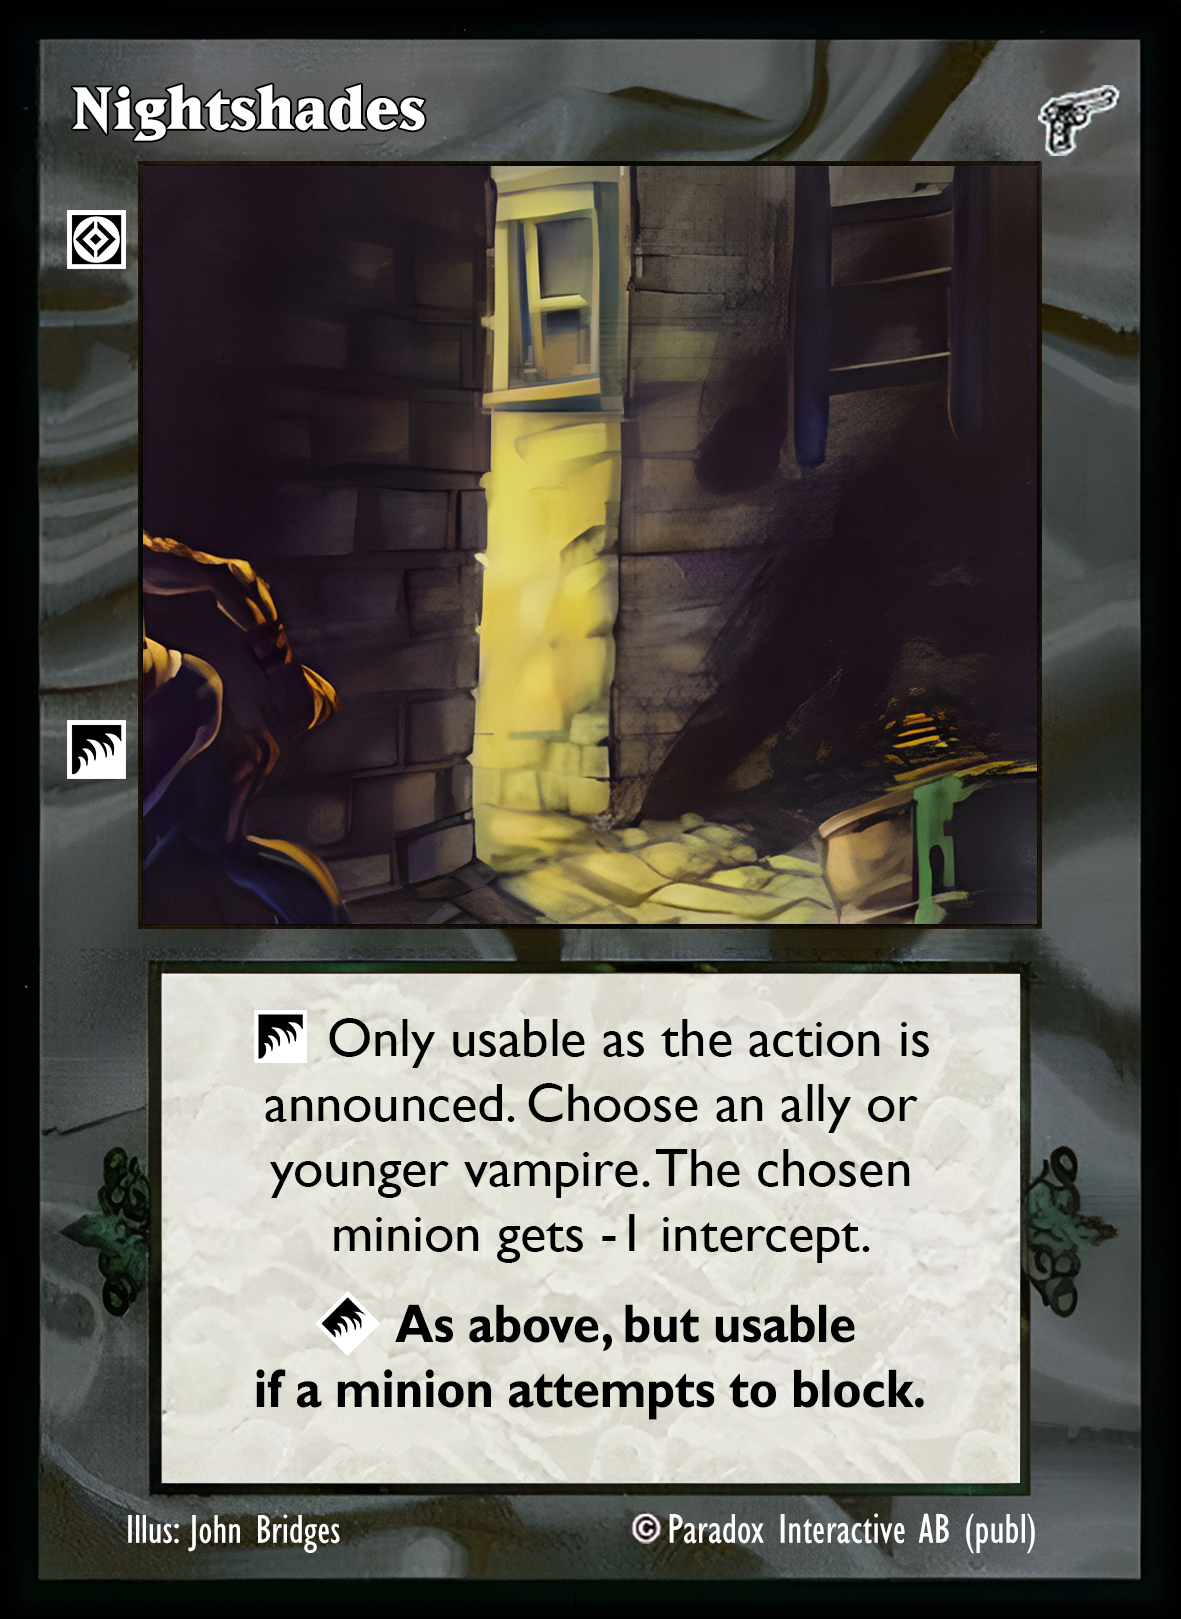 Nightshades
Only usable as the action is
announced. Choose an ally or
younger vampire. The chosen
minion gets -1 intercept.
As above, but usable
if a minion attempts to block.
Illus: John Bridges
© Paradox Interactive AB (publ)